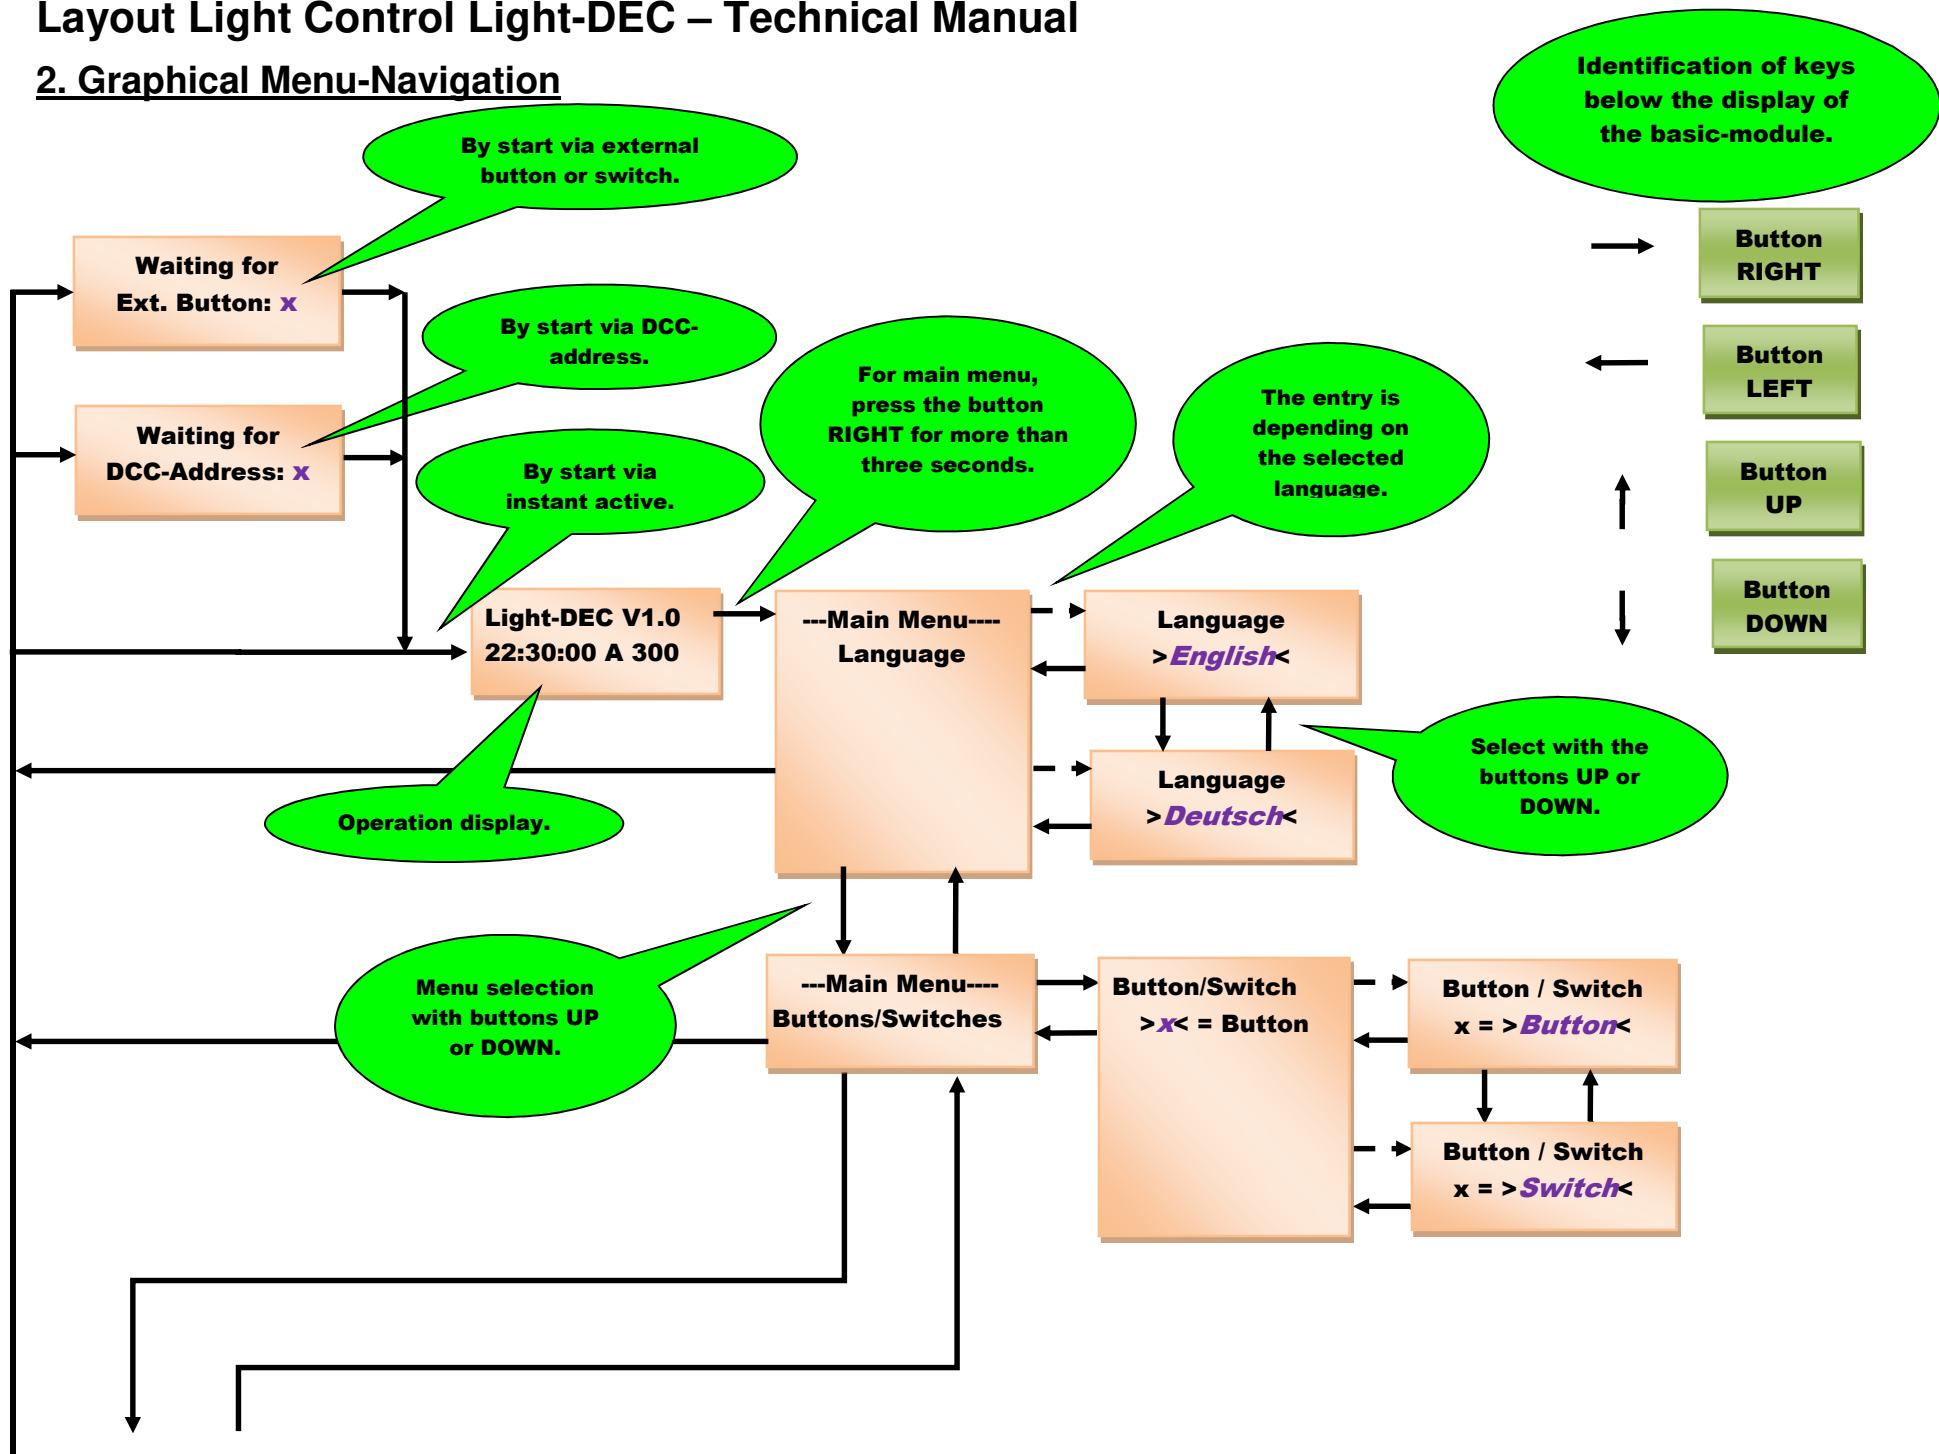 Layout Light Control Light-DEC – Technical Manual
2. Graphical Menu-Navigation
Identification of keys
below the display of
the basic-module.
By start via external
button or switch.
Button
RIGHT
Waiting for
Ext. Button: x
By start via DCC-
address.
Button
LEFT
For main menu,
press the button
RIGHT for more than
three seconds.
The entry is
depending on
the selected
language.
Waiting for
DCC-Address: x
By start via
instant active.
Button
UP
Button
DOWN
Light-DEC V1.0
22:30:00 A 300
---Main Menu----
Language
Language
>English<
Select with the
buttons UP or
DOWN.
Language
>Deutsch<
Operation display.
Menu selection
with buttons UP
or DOWN.
---Main Menu----
Buttons/Switches
Button/Switch
>x< = Button
Button / Switch
x = >Button<
Button / Switch
x = >Switch<